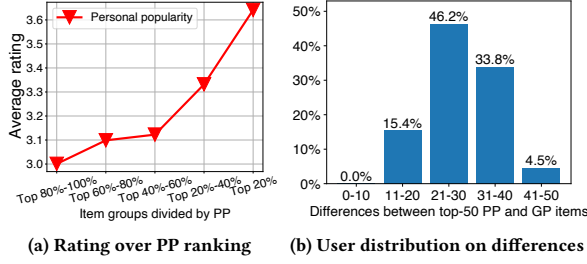 Average rating
3.6
3.5
3.4
3.3
3.2
3.1
3.0
Personal popularity
Top 80%-100%
Top 60%-80%
Top 40%-60%
Top 20%-40%
Top 20%
Item groups divided by PP
(a) Rating over PP ranking
50%
40%
30%
20%
10%
0%
0.0%
15.4%
46.2%
33.8%
4.5%
0-10
11-20
21-30
31-40
41-50
Differences between top-50 PP and GP items
(b) User distribution on differences